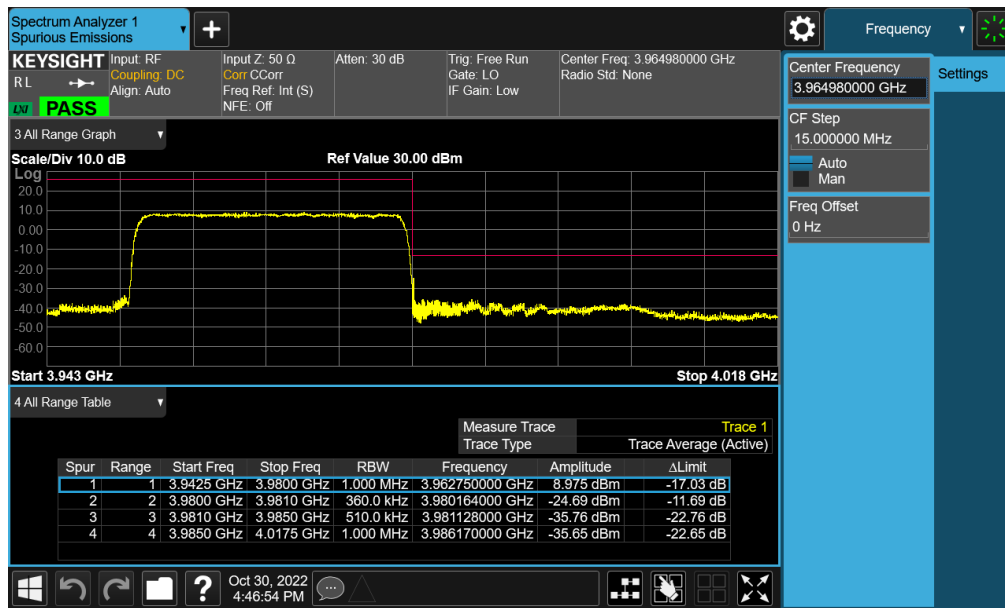 Spectrum Analyzer 1
Spurious Emissions
Frequency
KEYSIGHT
RL
LXI
PASS
Input: RF
Coupling: DC
Align: Auto
Input Z: 50 Ω
Corr CCorr
Freq Ref: Int (S)
NFE: Off
Atten: 30 dB
Trig: Free Run
Gate: LO
IF Gain: Low
Center Freq: 3.964980000 GHz
Radio Std: None
Center Frequency
3.964980000 GHz
Settings
CF Step
15.000000 MHz
Auto
Man
Freq Offset
0 Hz
3 All Range Graph
Scale/Div 10.0 dB
Ref Value 30.00 dBm
Log
20.0
10.0
0.00
-10.0
-20.0
-30.0
-40.0
-50.0
-60.0
Start 3.943 GHz
Stop 4.018 GHz
4 All Range Table
Measure Trace Trace 1
Trace Type Trace Average (Active)
Spur Range Start Freq Stop Freq RBW Frequency Amplitude ΔLimit
1 1 3.9425 GHz 3.9800 GHz 1.000 MHz 3.962750000 GHz 8.975 dBm -17.03 dB
2 2 3.9800 GHz 3.9810 GHz 360.0 kHz 3.980164000 GHz -24.69 dBm -11.69 dB
3 3 3.9810 GHz 3.9850 GHz 510.0 kHz 3.981128000 GHz -35.76 dBm -22.76 dB
4 4 3.9850 GHz 4.0175 GHz 1.000 MHz 3.986170000 GHz -35.65 dBm -22.65 dB
Oct 30, 2022
4:46:54 PM